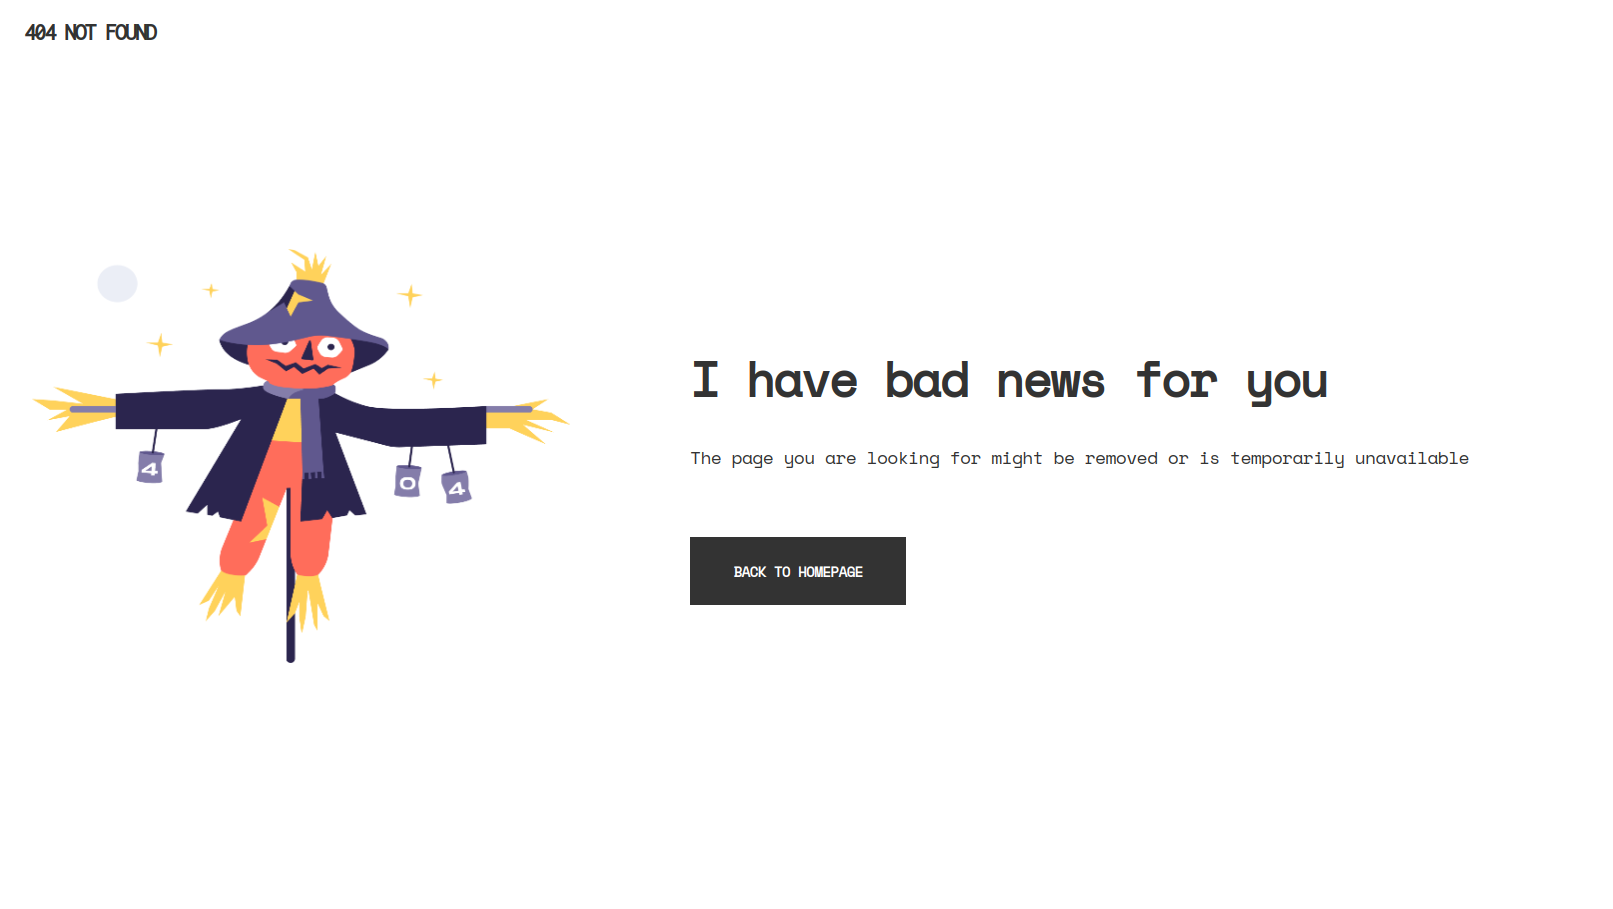 404 NOT FOUND
4
0
4
I have bad news for you
The page you are looking for might be removed or is temporarily unavailable
BACK TO HOMEPAGE